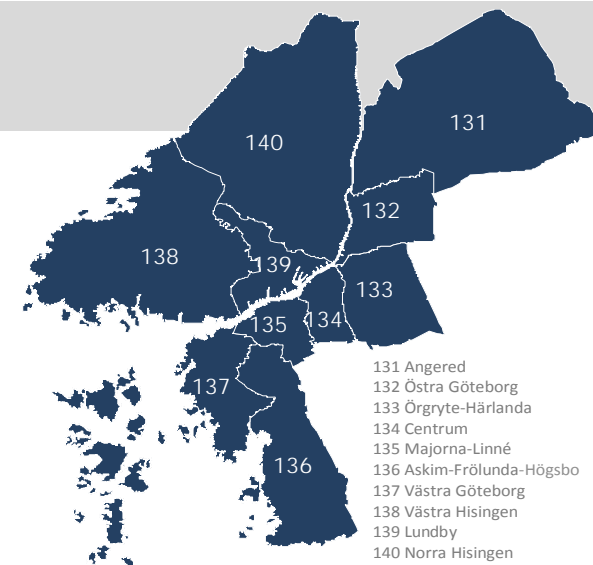 131
140
132
138
139
133
135
134
137
136
131 Angered
132 Östra Göteborg
133 Örgryte-Härlanda
134 Centrum
135 Majorna-Linné
136 Askim-Frölunda-Högsbo
137 Västra Göteborg
138 Västra Hisingen
139 Lundby
140 Norra Hisingen